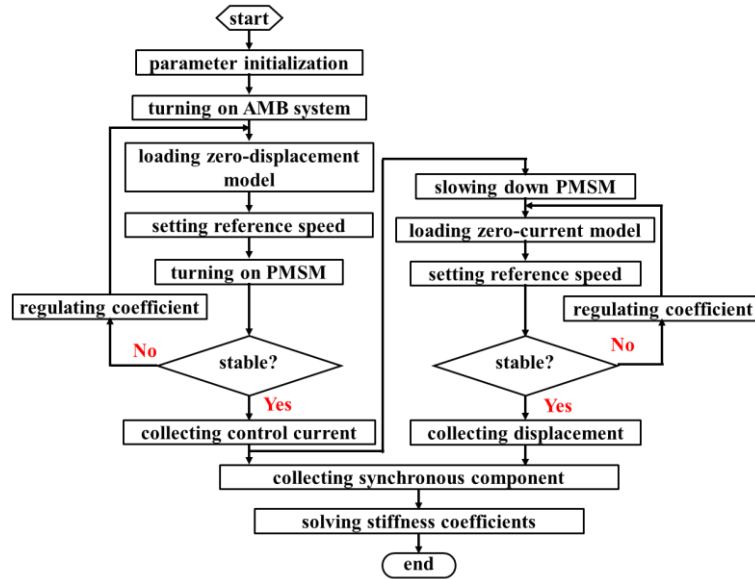 start
parameter initialization
turning on AMB system
loading zero-displacement
model
setting reference speed
turning on PMSM
regulating coefficient
No
stable?
Yes
collecting control current
slowing down PMSM
loading zero-current model
setting reference speed
regulating coefficient
No
stable?
Yes
collecting displacement
collecting synchronous component
solving stiffness coefficients
end